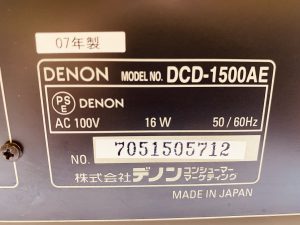 07年製
DENON MODEL NO. DCD-1500AE
PS
E DENON
AC 100V 16 W 50 / 60Hz
NO. 7051505712
株式会社デノン コンシューマー
マーケティング
MADE IN JAPAN